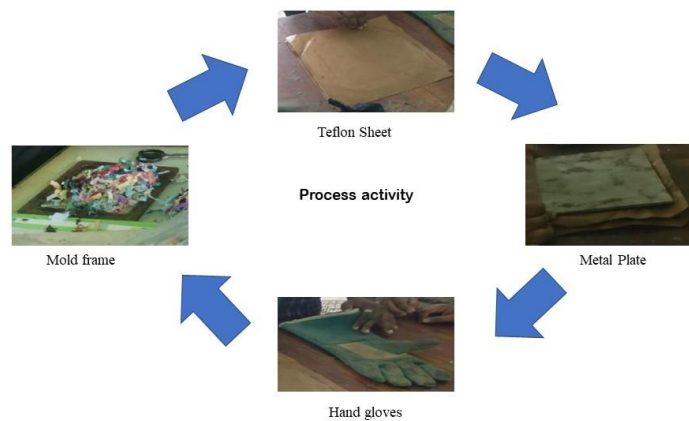 Teflon Sheet
Mold frame
Process activity
Metal Plate
Hand gloves